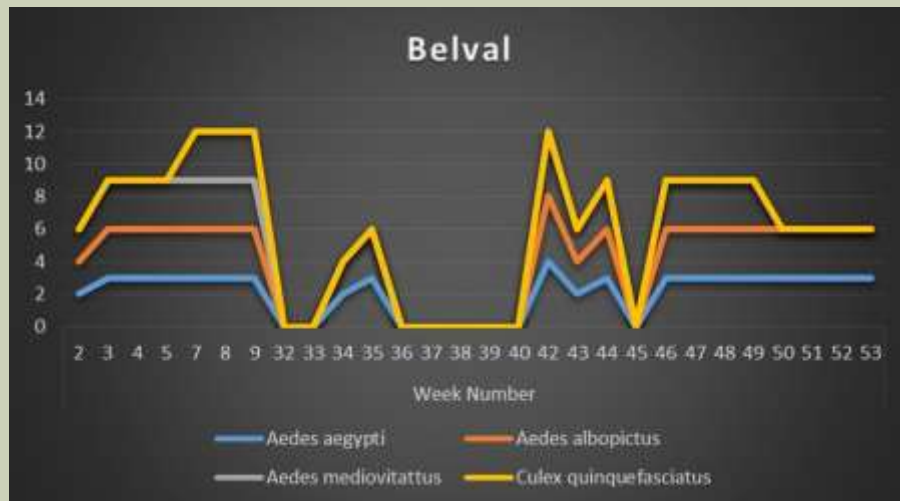 Belval
14
12
10
8
6
4
2
0
2 3 4 5 7 8 9 32 33 34 35 36 37 38 39 40 42 43 44 45 46 47 48 49 50 51 52 53
Week Number
Aedes aegypti Aedes albopictus
Aedes mediovitattus Culex quinquefasciatus